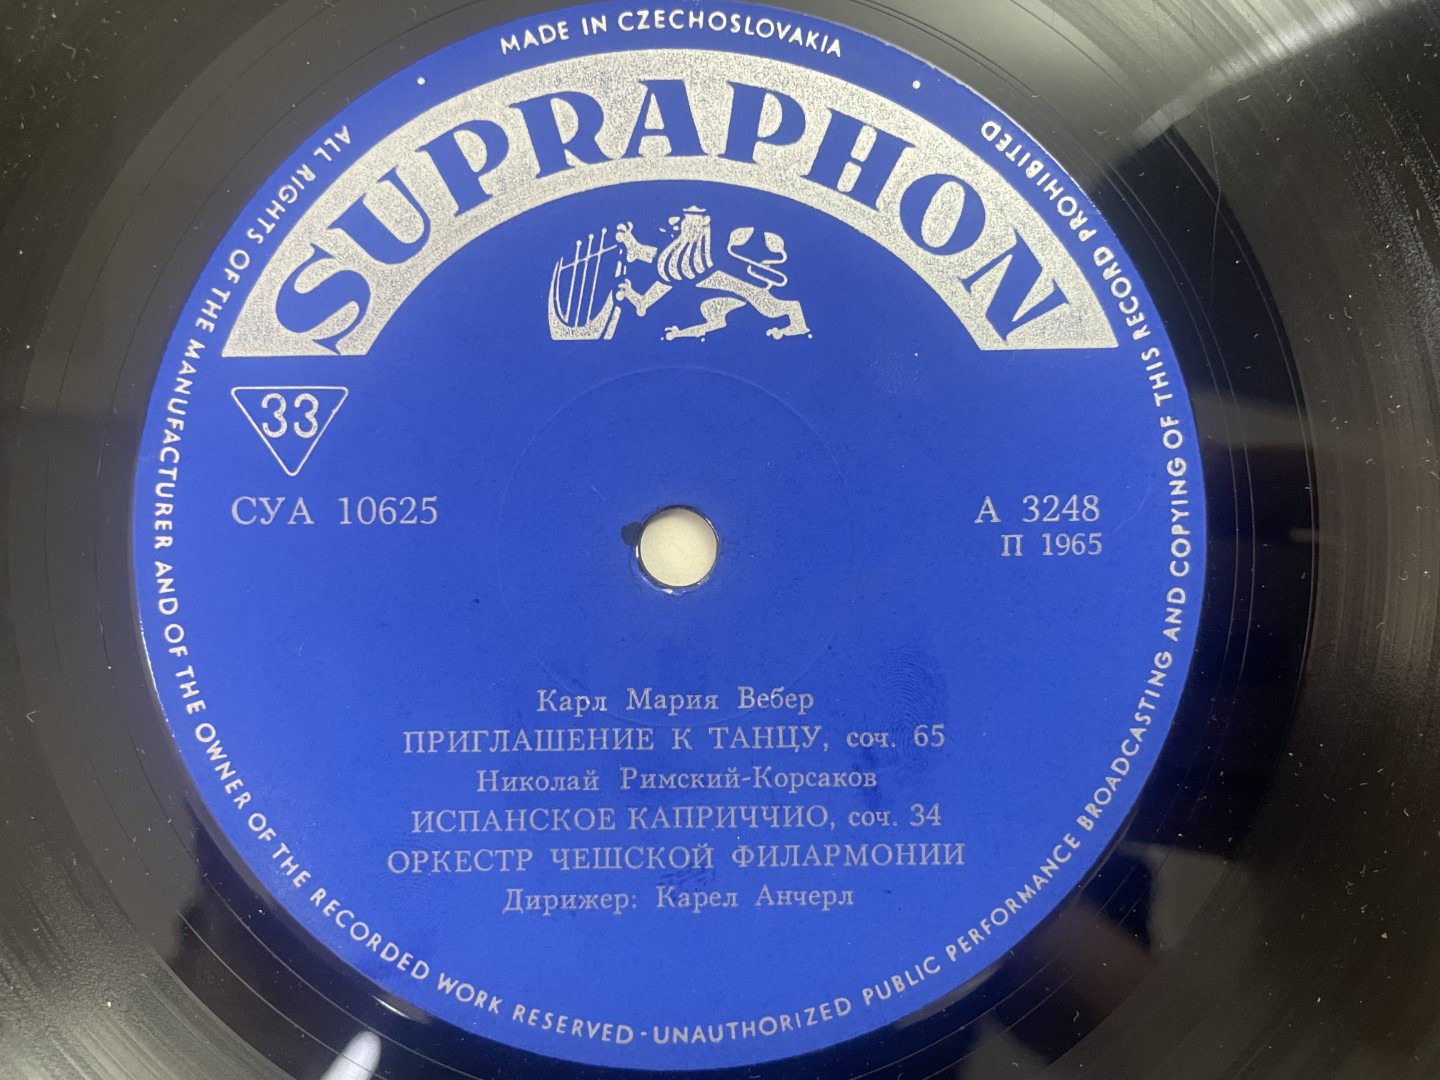 MADE IN CZECHOSLOVAKIA
SUPRAPHON
33
СУА 10625
А 3248
П 1965
Карл Мария Вебер
ПРИГЛАШЕНИЕ К ТАНЦУ, соч. 65
Николай Римский-Корсаков
ИСПАНСКОЕ КАПРИЧЧИО, соч. 34
ОРКЕСТР ЧЕШСКОЙ ФИЛАРМОНИИ
Дирижер: Карел Анчерл
ALL RIGHTS OF THE MANUFACTURER AND OF THE OWNER OF THE RECORDED WORK RESERVED · UNAUTHORIZED PUBLIC PERFORMANCE BROADCASTING AND COPYING OF THIS RECORD PROHIBITED